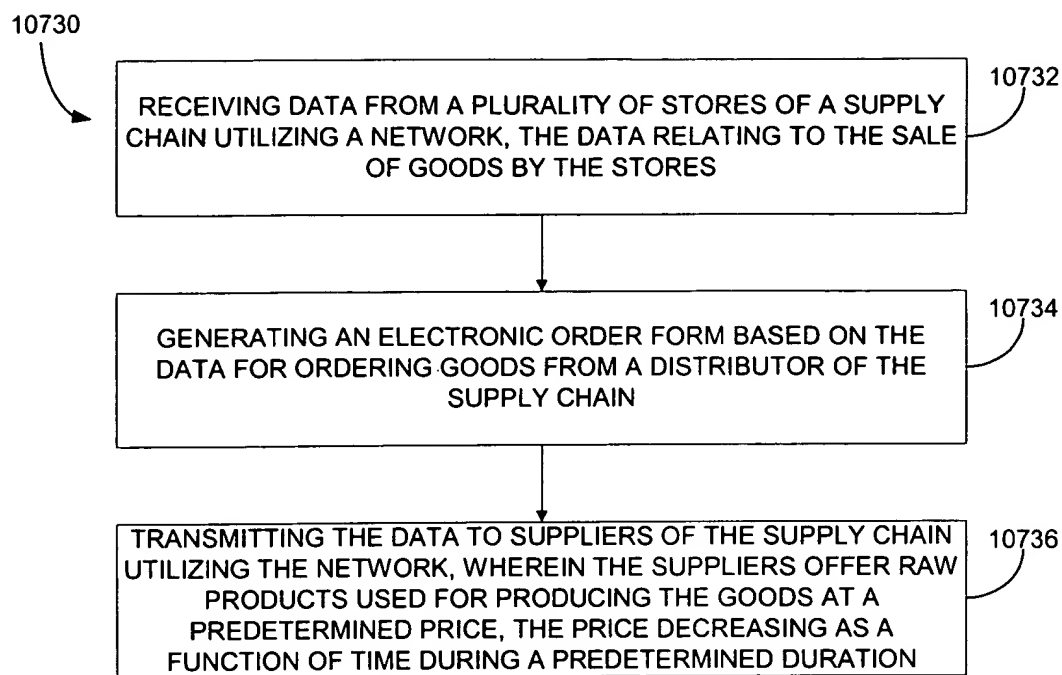 10730
10732
RECEIVING DATA FROM A PLURALITY OF STORES OF A SUPPLY
CHAIN UTILIZING A NETWORK, THE DATA RELATING TO THE SALE
OF GOODS BY THE STORES
10734
GENERATING AN ELECTRONIC ORDER FORM BASED ON THE
DATA FOR ORDERING GOODS FROM A DISTRIBUTOR OF THE
SUPPLY CHAIN
10736
TRANSMITTING THE DATA TO SUPPLIERS OF THE SUPPLY CHAIN
UTILIZING THE NETWORK, WHEREIN THE SUPPLIERS OFFER RAW
PRODUCTS USED FOR PRODUCING THE GOODS AT A
PREDETERMINED PRICE, THE PRICE DECREASING AS A
FUNCTION OF TIME DURING A PREDETERMINED DURATION